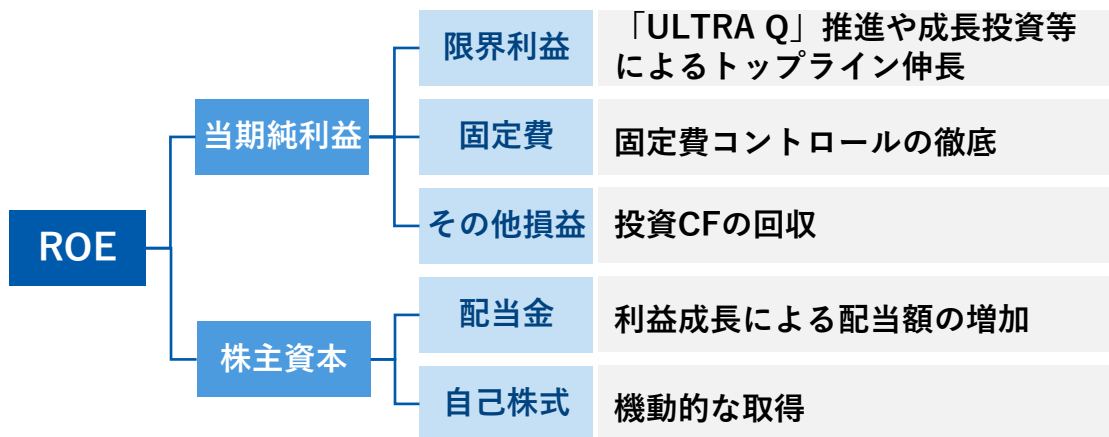 ROE
当期純利益
限界利益
「ULTRA Q」推進や成長投資等
によるトップライン伸長
固定費
固定費コントロールの徹底
その他損益
投資CFの回収
株主資本
配当金
利益成長による配当額の増加
自己株式
機動的な取得